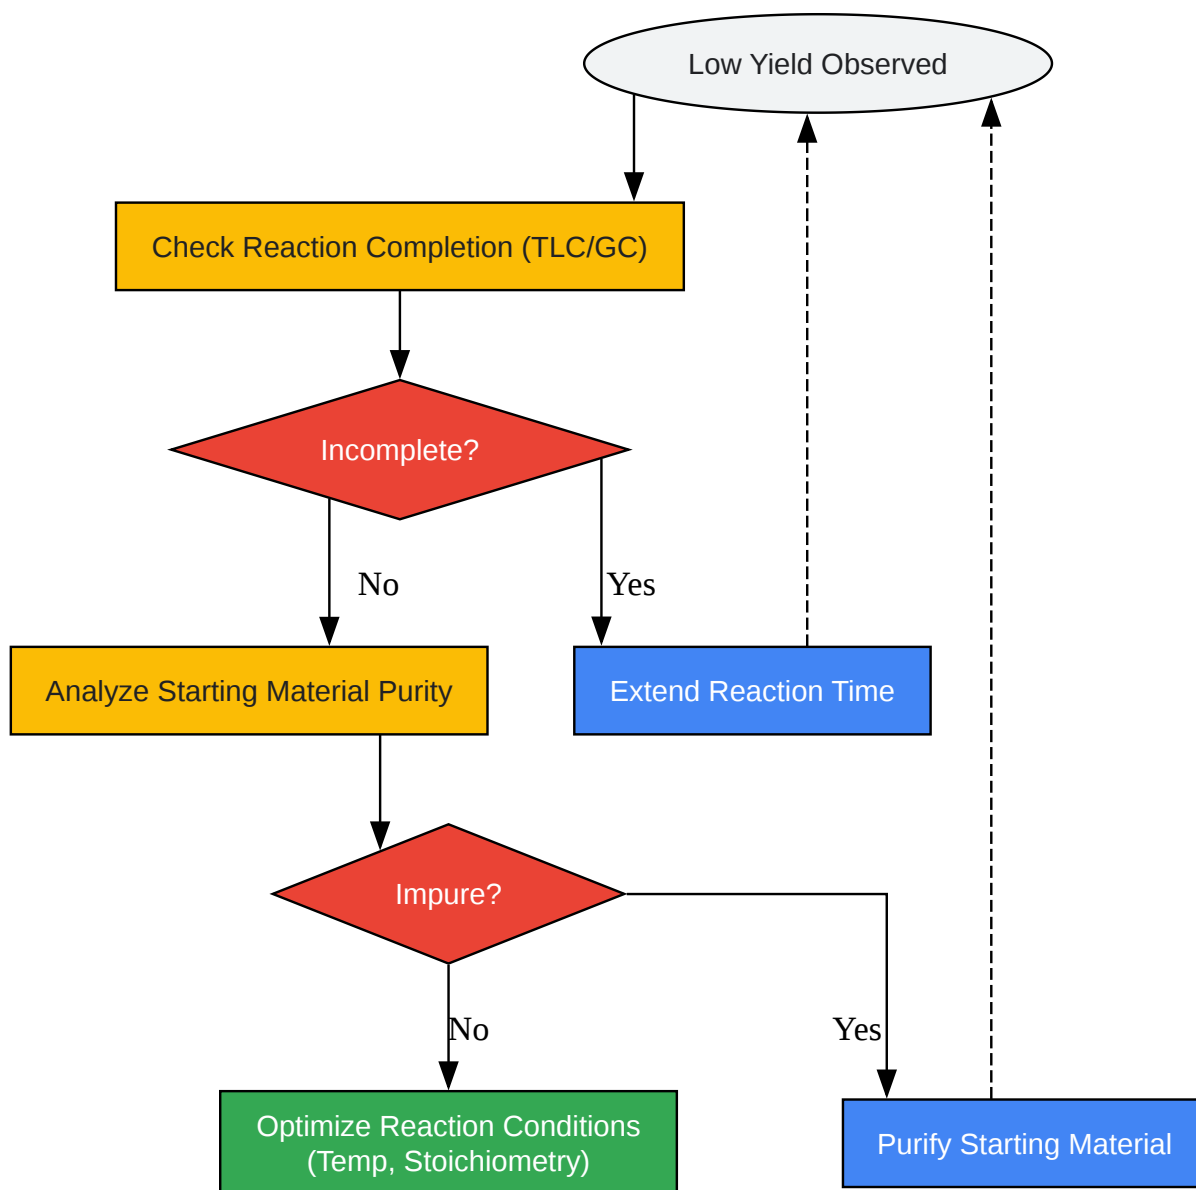 Low Yield Observed
Check Reaction Completion (TLC/GC)
Incomplete?
No
Yes
Analyze Starting Material Purity
Extend Reaction Time
Impure?
No
Yes
Optimize Reaction Conditions
(Temp, Stoichiometry)
Purify Starting Material